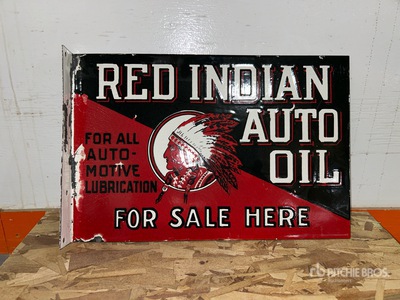 RED INDIAN
AUTO
OIL
FOR ALL
AUTO-
MOTIVE
LUBRICATION
FOR SALE HERE
RITCHIE BROS.